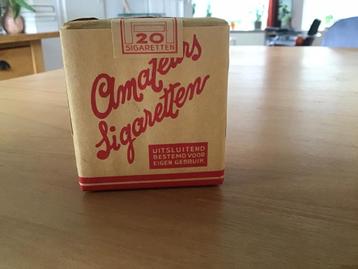 20
SIGARETTEN
Amateurs
Sigaretten
UITSLUITEND
BESTEMD VOOR
EIGEN GEBRUIK